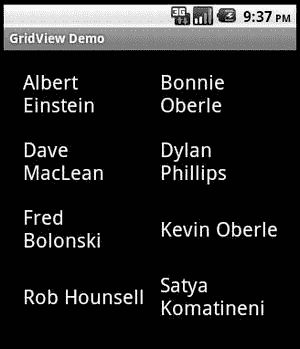 3G 9:37 PM
GridView Demo
Albert
Einstein
Bonnie
Oberle
Dave
MacLean
Dylan
Phillips
Fred
Bolonski
Kevin Oberle
Rob Hounsell
Satya
Komatineni